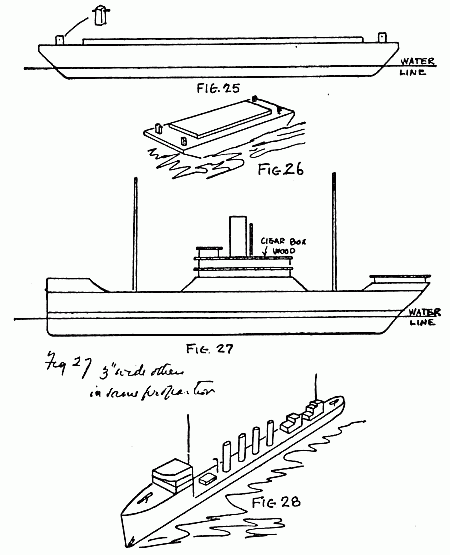 WATER
LINE
FIG. 25
FIG. 26
CIGAR BOX
WOOD
WATER
LINE
FIG. 27
Fig 27 3" wide others
in same proportion
FIG 28